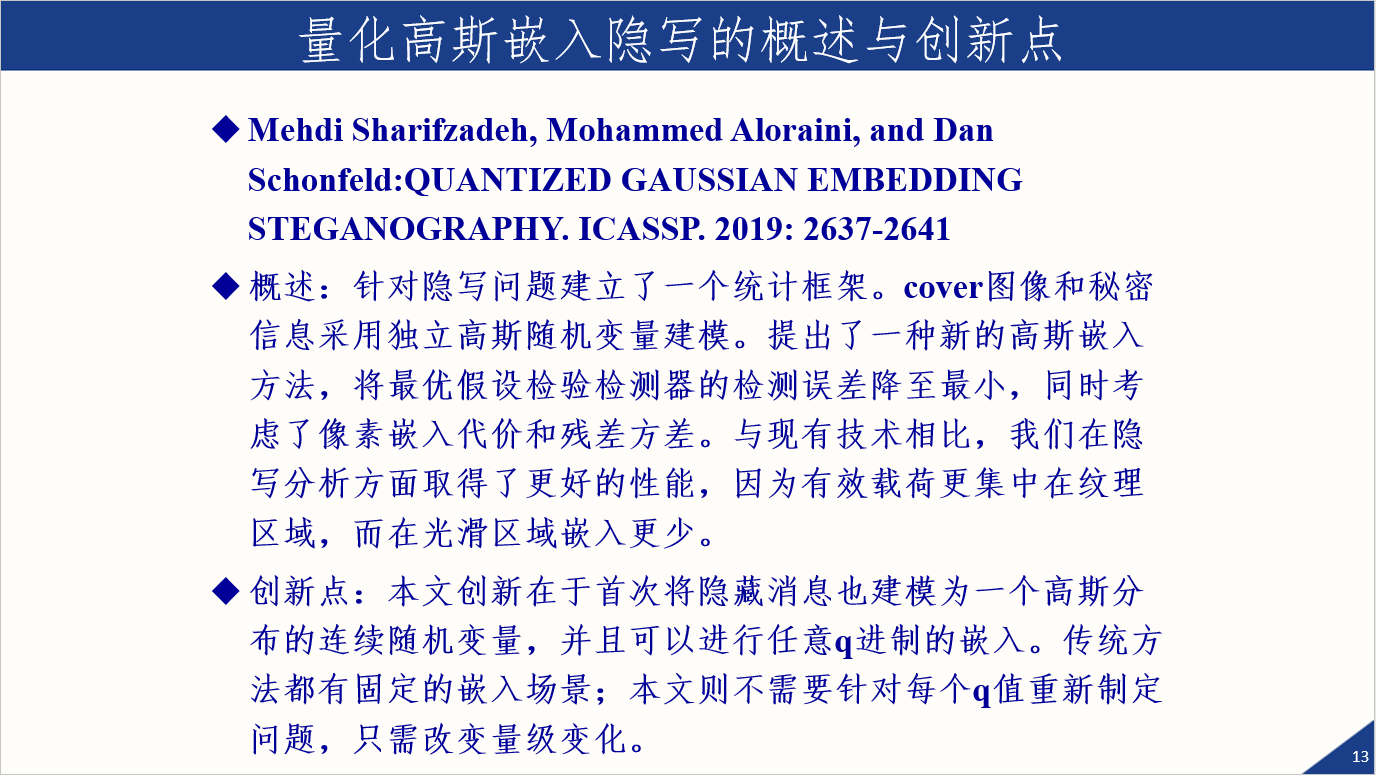 量化高斯嵌入隐写的概述与创新点
◆ Mehdi Sharifzadeh, Mohammed Aloraini, and Dan
Schonfeld:QUANTIZED GAUSSIAN EMBEDDING
STEGANOGRAPHY. ICASSP. 2019: 2637-2641
◆ 概述：针对隐写问题建立了一个统计框架。cover图像和秘密
信息采用独立高斯随机变量建模。提出了一种新的高斯嵌入
方法，将最优假设检验检测器的检测误差降至最小，同时考
虑了像素嵌入代价和残差方差。与现有技术相比，我们在隐
写分析方面取得了更好的性能，因为有效载荷更集中在纹理
区域，而在光滑区域嵌入更少。
◆ 创新点：本文创新在于首次将隐藏消息也建模为一个高斯分
布的连续随机变量，并且可以进行任意q进制的嵌入。传统方
法都有固定的嵌入场景；本文则不需要针对每个q值重新制定
问题，只需改变量级变化。
13